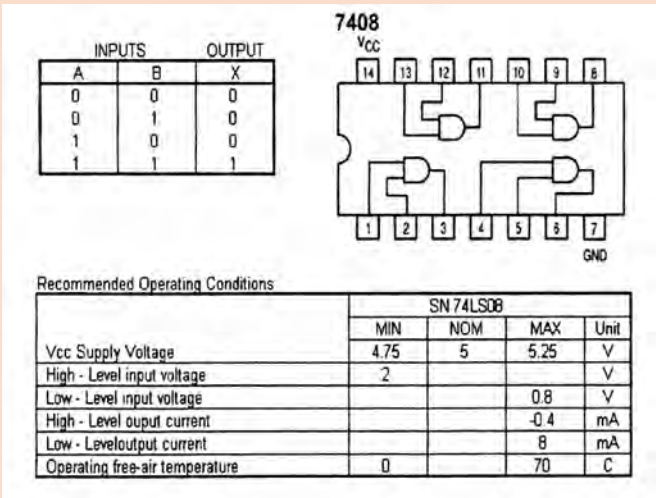 7408
INPUTS OUTPUT
A B X
0 0 0
0 1 0
1 0 0
1 1 1
VCC
14 13 12 11 10 9 8
1 2 3 4 5 6 7
GND
Recommended Operating Conditions
SN 74LS08
MIN NOM MAX Unit
Vcc Supply Voltage 4.75 5 5.25 V
High - Level input voltage 2 V
Low - Level input voltage 0.8 V
High - Level ouput current -0.4 mA
Low - Leveloutput current 8 mA
Operating free-air temperature 0 70 C